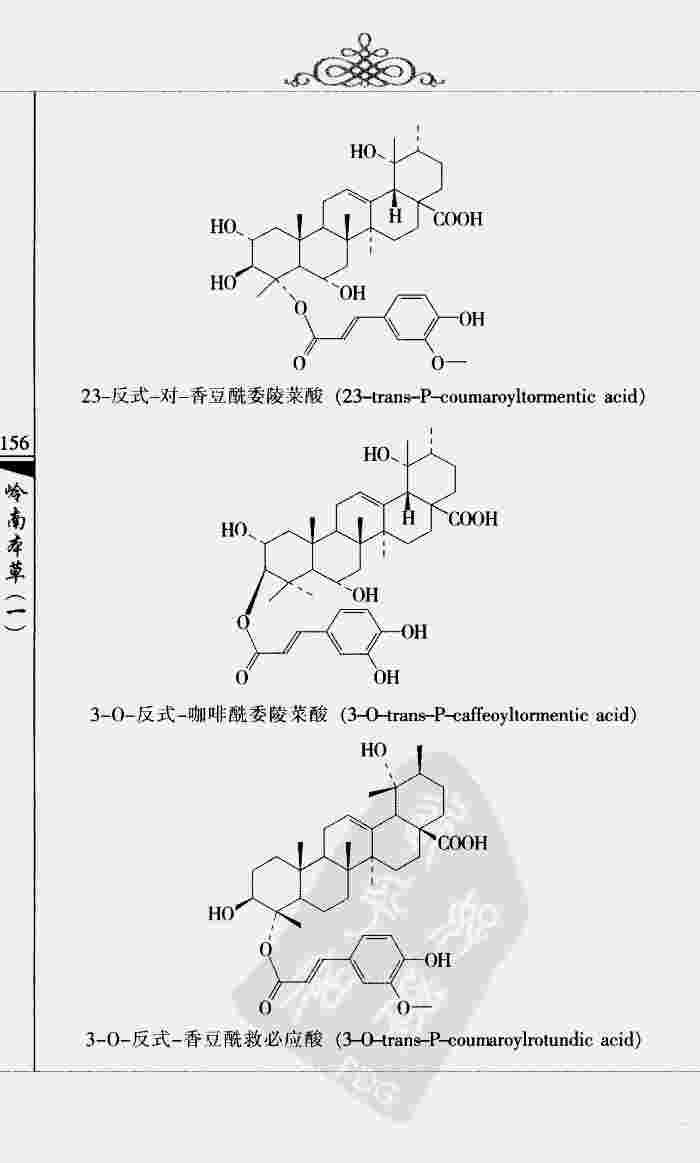 HO
H
COOH
HO
HO
OH
O
OH
O
O
23-反式-对-香豆酰委陵菜酸 (23-trans-P-coumaroyltormentic acid)
156
岭南本草(一)
HO
H
COOH
HO
OH
O
OH
O
OH
3-O-反式-咖啡酰委陵菜酸 (3-O-trans-P-caffeoyltormentic acid)
HO
COOH
HO
O
OH
O
O
3-O-反式-香豆酰救必应酸 (3-O-trans-P-coumaroylrotundic acid)
PDG